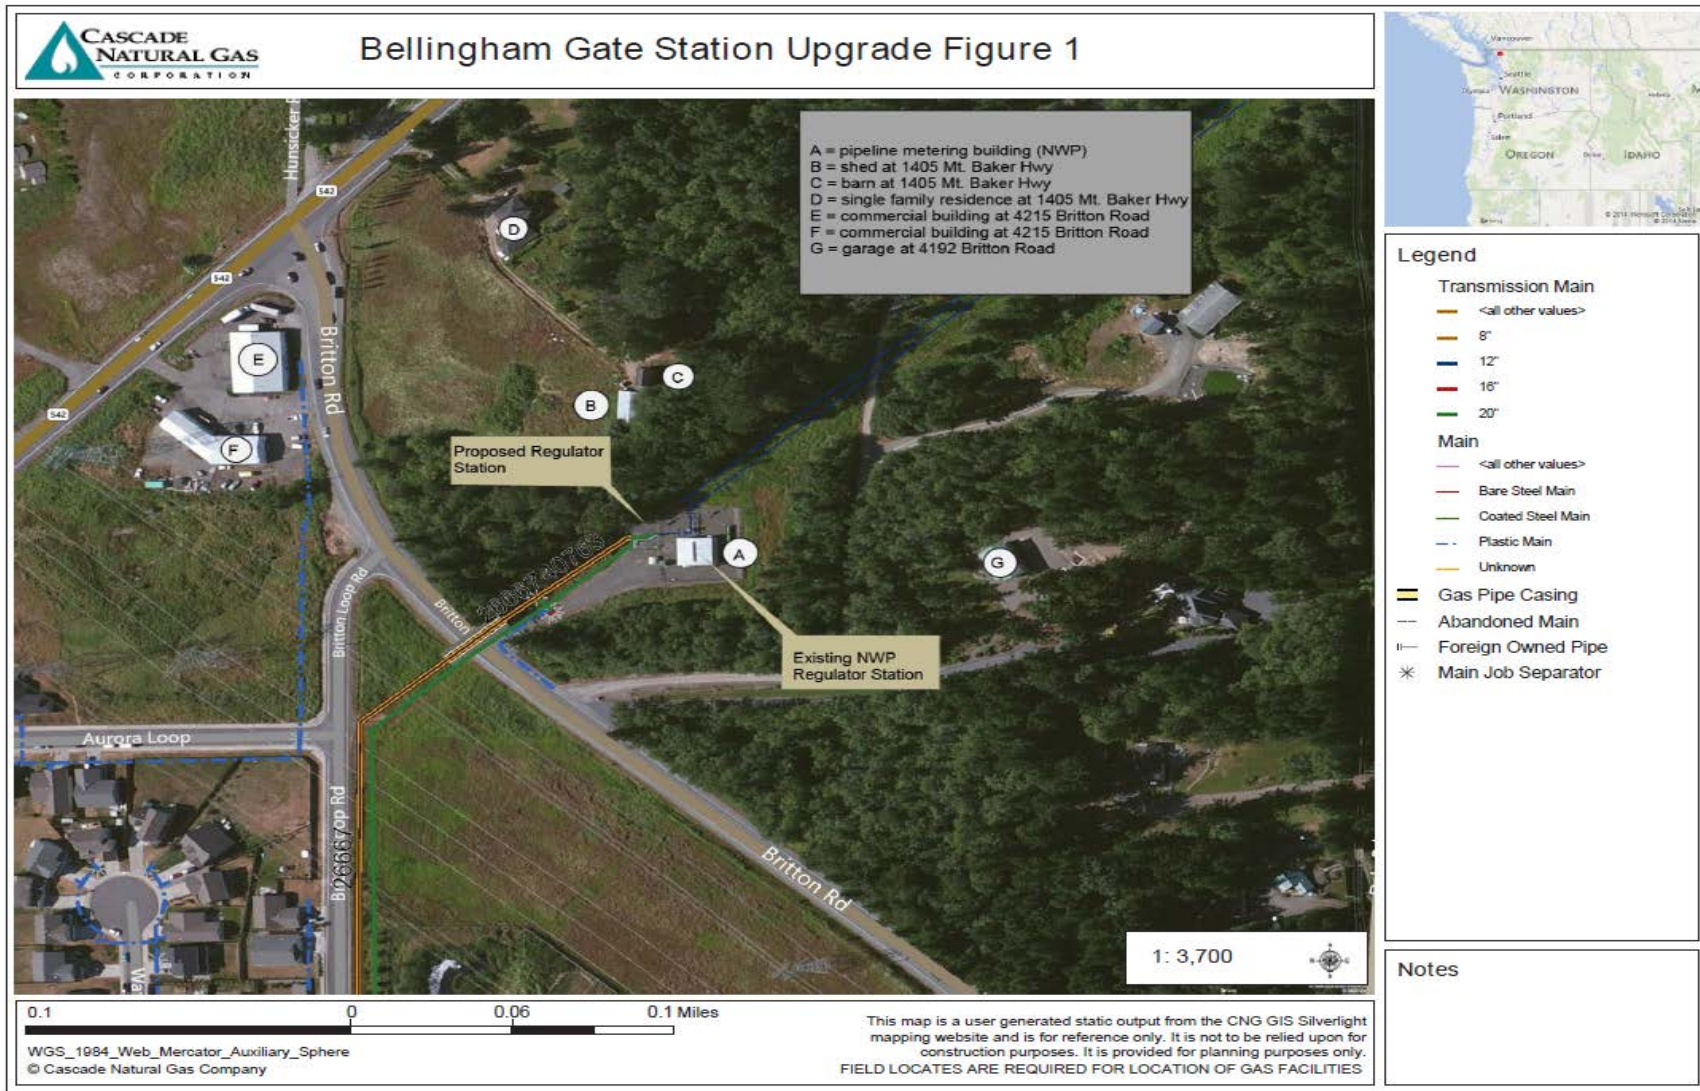 CASCADE
NATURAL GAS
CORPORATION
Bellingham Gate Station Upgrade Figure 1
Vancouver
Seattle
Olympia
WASHINGTON
Helena
Portland
Salem
OREGON
Boise
IDAHO
Hunsicker R
542
542
542
A = pipeline metering building (NWP)
B = shed at 1405 Mt. Baker Hwy
C = barn at 1405 Mt. Baker Hwy
D = single family residence at 1405 Mt. Baker Hwy
E = commercial building at 4215 Britton Road
F = commercial building at 4215 Britton Road
G = garage at 4192 Britton Road
D
E
C
B
F
Britton Rd
Proposed Regulator
Station
A
G
Britton Loop Rd
Britton
Existing NWP
Regulator Station
Aurora Loop
26667
Britton Rd
Wa
1: 3,700
Legend
Transmission Main
<all other values>
8"
12"
16"
20"
Main
<all other values>
Bare Steel Main
Coated Steel Main
Plastic Main
Unknown
Gas Pipe Casing
Abandoned Main
Foreign Owned Pipe
Main Job Separator
Notes
0.1 0 0.06 0.1 Miles
WGS_1984_Web_Mercator_Auxiliary_Sphere
© Cascade Natural Gas Company
This map is a user generated static output from the CNG GIS Silverlight
mapping website and is for reference only. It is not to be relied upon for
construction purposes. It is provided for planning purposes only.
FIELD LOCATES ARE REQUIRED FOR LOCATION OF GAS FACILITIES